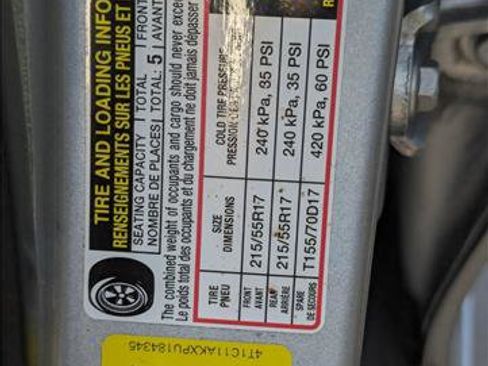 TIRE AND LOADING INFO
RENSEIGNEMENTS SUR LES PNEUS ET
SEATING CAPACITY | TOTAL | FRONT
NOMBRE DE PLACES | TOTAL: 5 | AVANT
The combined weight of occupants and cargo should never exce
Le poids total des occupants et du chargement ne doit jamais dépasser
TIRE SIZE COLD TIRE PRESSURE
PNEU DIMENSIONS
FRONT 215/55R17 240 kPa, 35 PSI
AVANT
REAR 215/55R17 240 kPa, 35 PSI
ARRIÈRE
SPARE T155/70D17 420 kPa, 60 PSI
DE SECOURS
4T1C11AKXPU184345